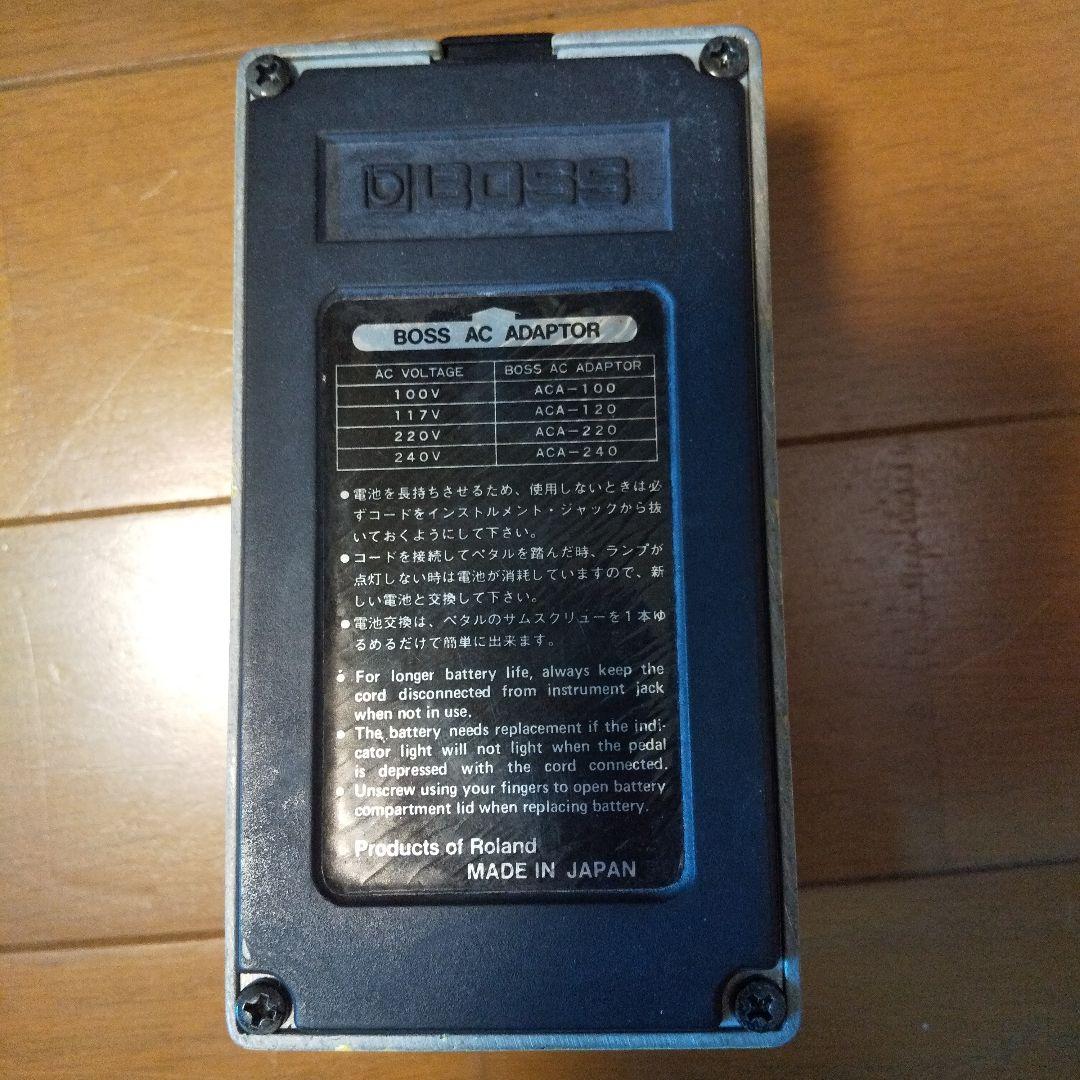 BOSS
BOSS AC ADAPTOR
AC VOLTAGE BOSS AC ADAPTOR
100V ACA-100
117V ACA-120
220V ACA-220
240V ACA-240
●電池を長持ちさせるため、使用しないときは必
ずコードをインストルメント・ジャックから抜
いておくようにして下さい。
●コードを接続してペタルを踏んだ時、ランプが
点灯しない時は電池が消耗していますので、新
しい電池と交換して下さい。
●電池交換は、ペタルのサムスクリューを1本ゆ
るめるだけで簡単に出来ます。
● For longer battery life, always keep the
cord disconnected from instrument jack
when not in use.
● The battery needs replacement if the indi-
cator light will not light when the pedal
is depressed with the cord connected.
● Unscrew using your fingers to open battery
compartment lid when replacing battery.
● Products of Roland
MADE IN JAPAN